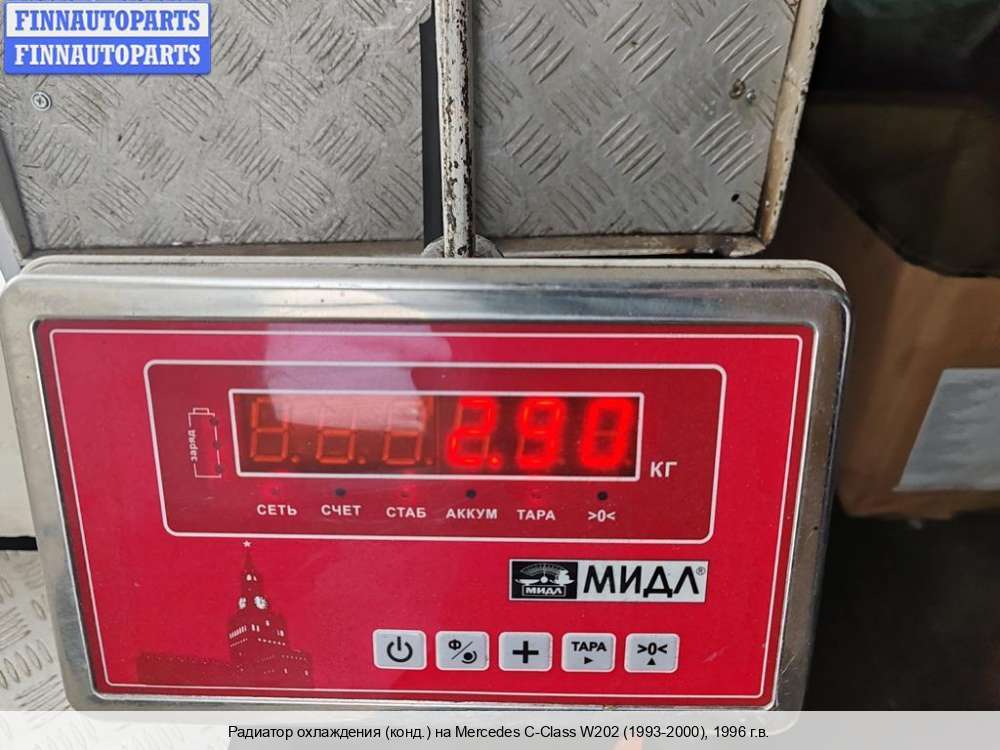 FINNAUTOPARTS
FINNAUTOPARTS
заряд
2.90
КГ
СЕТЬ СЧЕТ СТАБ АККУМ ТАРА >0<
МИДЛ МИДЛ®
Ф ТАРА >0<
Радиатор охлаждения (конд.) на Mercedes C-Class W202 (1993-2000), 1996 г.в.